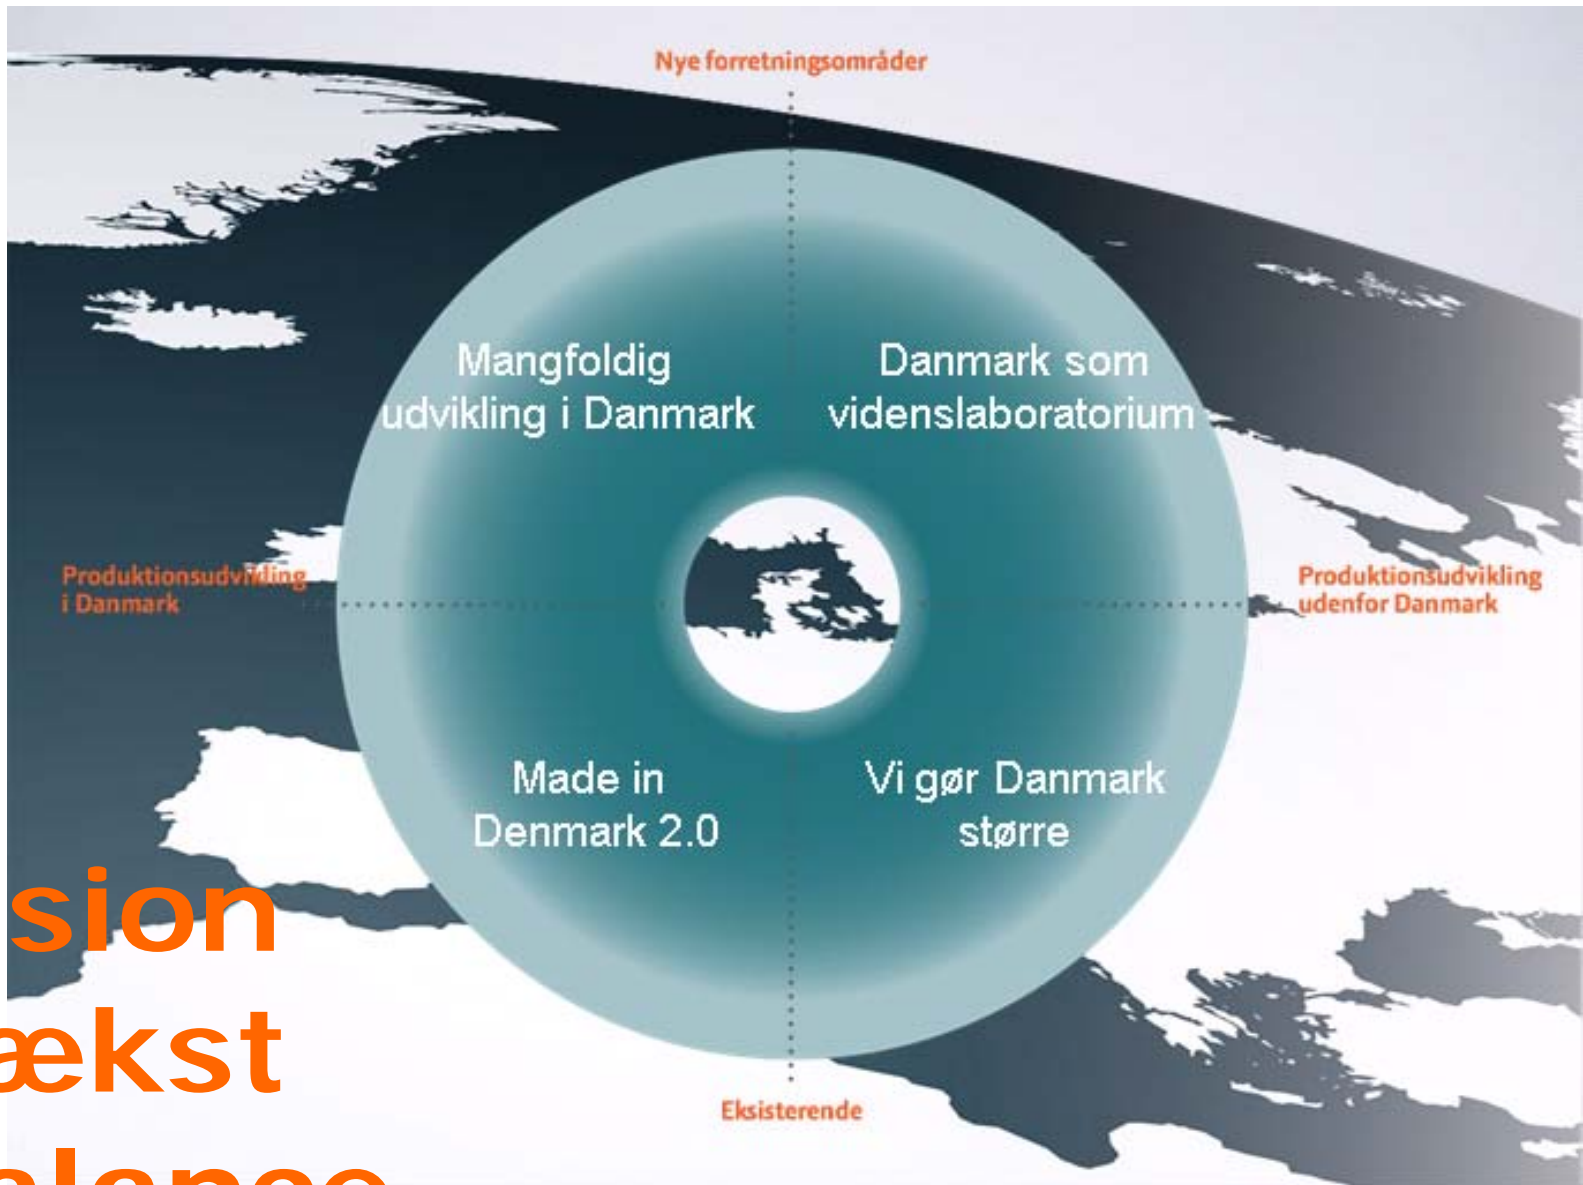 Nye forretningsområder
Mangfoldig
udvikling i Danmark
Danmark som
videnslaboratorium
Produktionsudvikling
i Danmark
Produktionsudvikling
udenfor Danmark
Made in
Denmark 2.0
Vi gør Danmark
større
sion
ækst
Eksisterende